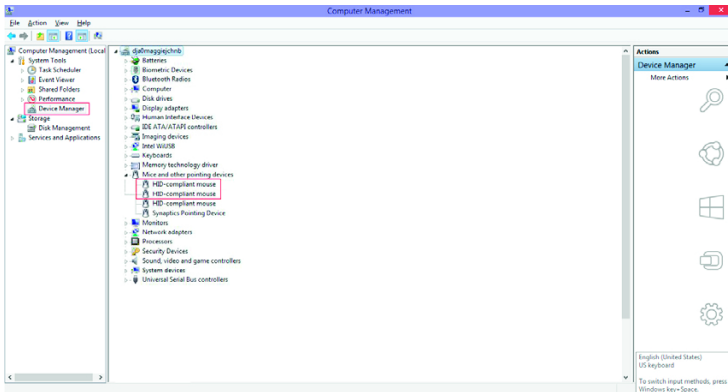 Computer Management
File Action View Help
Computer Management (Local
System Tools
Task Scheduler
Event Viewer
Shared Folders
Performance
Device Manager
Storage
Disk Management
Services and Applications
dja8maggiejchnb
Batteries
Biometric Devices
Bluetooth Radios
Computer
Disk drives
Display adapters
Human Interface Devices
IDE ATA/ATAPI controllers
Imaging devices
Intel WiUSB
Keyboards
Memory technology driver
Mice and other pointing devices
HID-compliant mouse
HID-compliant mouse
HID-compliant mouse
Synaptics Pointing Device
Monitors
Network adapters
Processors
Security Devices
Sound, video and game controllers
System devices
Universal Serial Bus controllers
Actions
Device Manager
More Actions
English (United States)
US keyboard
To switch input methods, press
Windows key+Space.